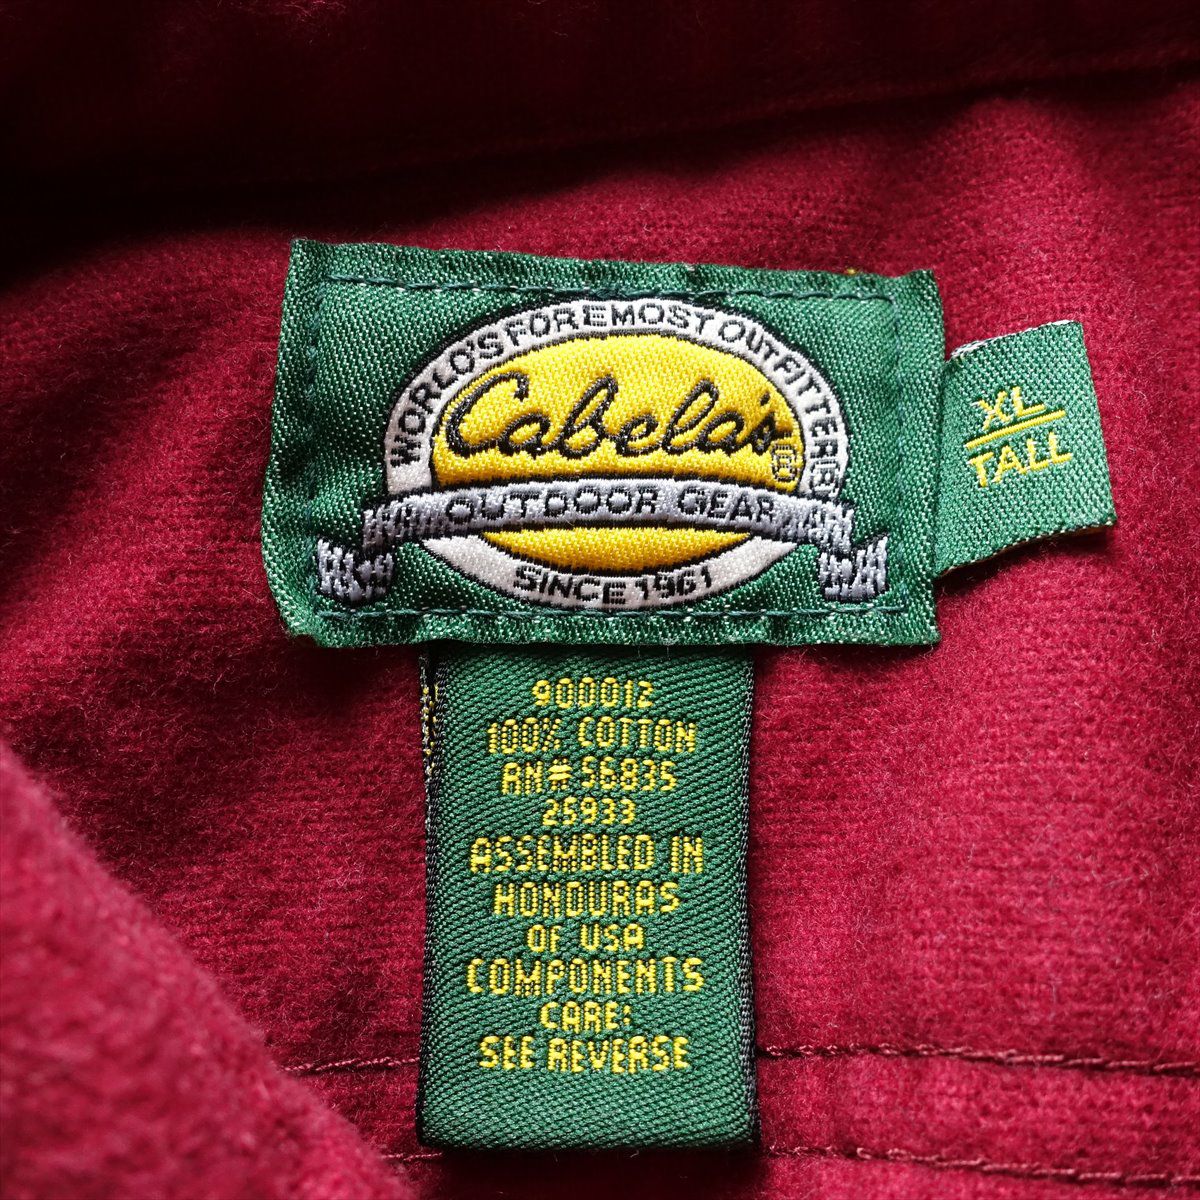 WORLD'S FOREMOST OUTFITTER®
Cabela's®
OUTDOOR GEAR
SINCE 1961
XL
TALL
900012
100% COTTON
RN# 56835
26933
ASSEMBLED IN
HONDURAS
OF USA
COMPONENTS
CARE:
SEE REVERSE